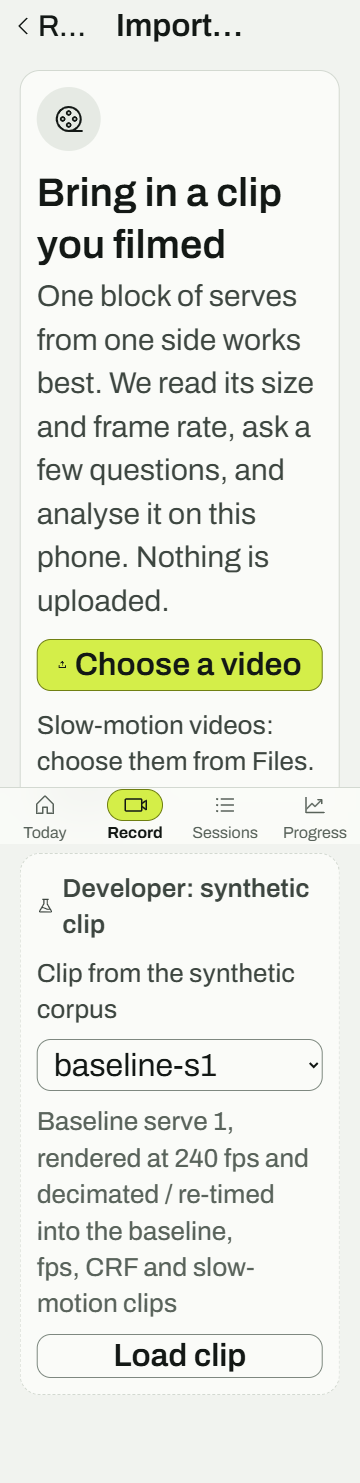 R... Import...
Bring in a clip
you filmed
One block of serves
from one side works
best. We read its size
and frame rate, ask a
few questions, and
analyse it on this
phone. Nothing is
uploaded.
Choose a video
Slow-motion videos:
choose them from Files.
Today Record Sessions Progress
Developer: synthetic
clip
Clip from the synthetic
corpus
baseline-s1
Baseline serve 1,
rendered at 240 fps and
decimated / re-timed
into the baseline,
fps, CRF and slow-
motion clips
Load clip